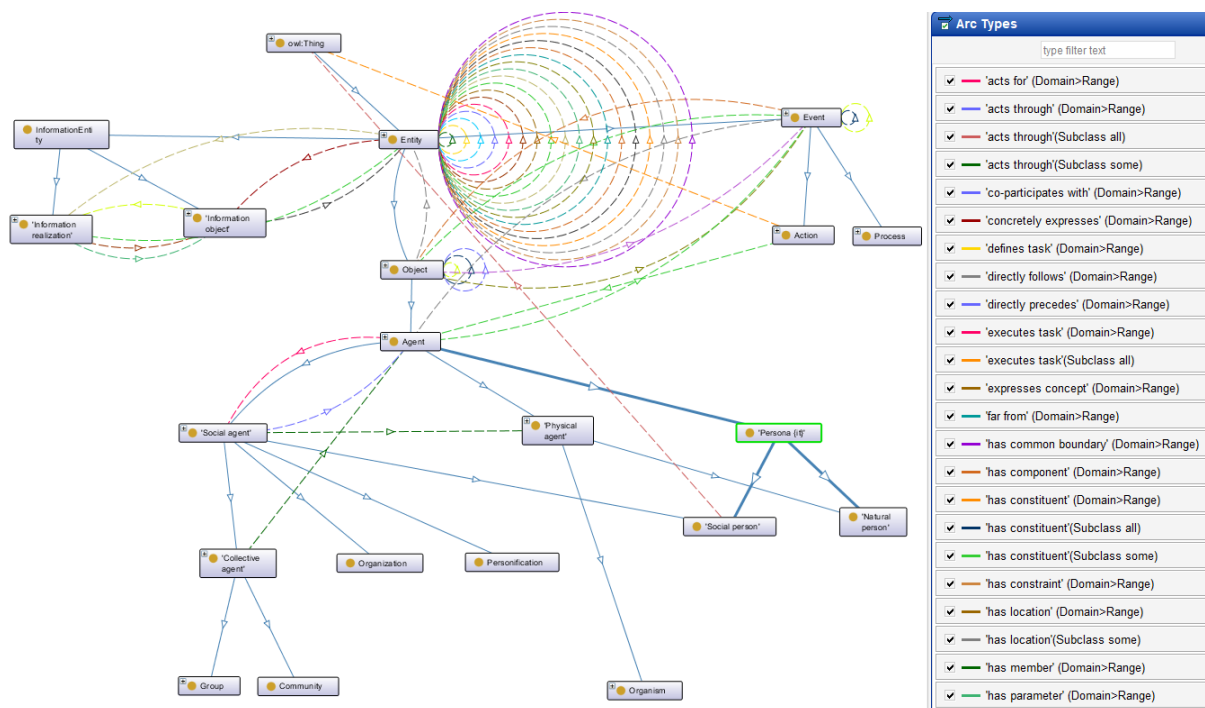 owl:Thing
Event
InformationEnti
ty
Entity
'Information
realization'
'Information
object'
Action
Process
Object
Agent
'Social agent'
'Physical
agent'
'Persona (it)'
'Social person'
'Natural
person'
'Collective
agent'
Organization
Personification
Group
Community
Organism
Arc Types
type filter text
'acts for' (Domain>Range)
'acts through' (Domain>Range)
'acts through'(Subclass all)
'acts through'(Subclass some)
'co-participates with' (Domain>Range)
'concretely expresses' (Domain>Range)
'defines task' (Domain>Range)
'directly follows' (Domain>Range)
'directly precedes' (Domain>Range)
'executes task' (Domain>Range)
'executes task'(Subclass all)
'expresses concept' (Domain>Range)
'far from' (Domain>Range)
'has common boundary' (Domain>Range)
'has component' (Domain>Range)
'has constituent' (Domain>Range)
'has constituent'(Subclass all)
'has constituent'(Subclass some)
'has constraint' (Domain>Range)
'has location' (Domain>Range)
'has location'(Subclass some)
'has member' (Domain>Range)
'has parameter' (Domain>Range)